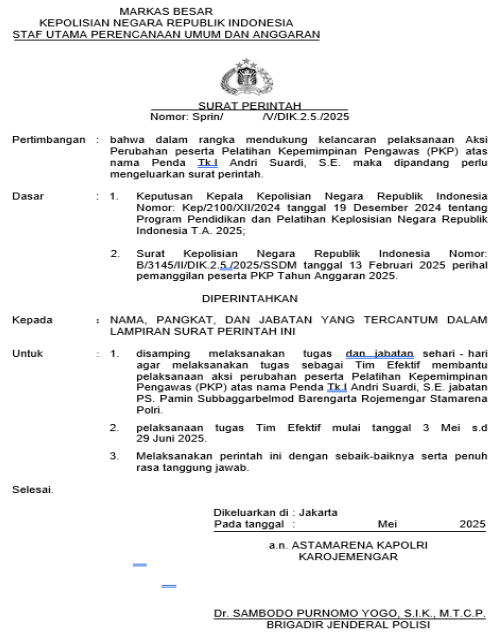 MARKAS BESAR
KEPOLISIAN NEGARA REPUBLIK INDONESIA
STAF UTAMA PERENCANAAN UMUM DAN ANGGARAN
SURAT PERINTAH
Nomor: Sprin/ /V/DIK.2.5./2025
Pertimbangan : bahwa dalam rangka mendukung kelancaran pelaksanaan Aksi
Perubahan peserta Pelatihan Kepemimpinan Pengawas (PKP) atas
nama Penda Tk.I Andri Suardi, S.E. maka dipandang perlu
mengeluarkan surat perintah.
Dasar : 1. Keputusan Kepala Kepolisian Negara Republik Indonesia
Nomor: Kep/2100/XII/2024 tanggal 19 Desember 2024 tentang
Program Pendidikan dan Pelatihan Keplosisian Negara Republik
Indonesia T.A. 2025;
2. Surat Kepolisian Negara Republik Indonesia Nomor:
B/3145/II/DIK.2.5./2025/SSDM tanggal 13 Februari 2025 perihal
pemanggilan peserta PKP Tahun Anggaran 2025.
DIPERINTAHKAN
Kepada : NAMA, PANGKAT, DAN JABATAN YANG TERCANTUM DALAM
LAMPIRAN SURAT PERINTAH INI
Untuk : 1. disamping melaksanakan tugas dan jabatan sehari - hari
agar melaksanakan tugas sebagai Tim Efektif membantu
pelaksanaan aksi perubahan peserta Pelatihan Kepemimpinan
Pengawas (PKP) atas nama Penda Tk.I Andri Suardi, S.E. jabatan
PS. Pamin Subbaggarbelmod Barengarta Rojemengar Stamarena
Polri.
2. pelaksanaan tugas Tim Efektif mulai tanggal 3 Mei s.d
29 Juni 2025.
3. Melaksanakan perintah ini dengan sebaik-baiknya serta penuh
rasa tanggung jawab.
Selesai.
Dikeluarkan di : Jakarta
Pada tanggal : Mei 2025
a.n. ASTAMARENA KAPOLRI
KAROJEMENGAR
Dr. SAMBODO PURNOMO YOGO, S.I.K., M.T.C.P.
BRIGADIR JENDERAL POLISI